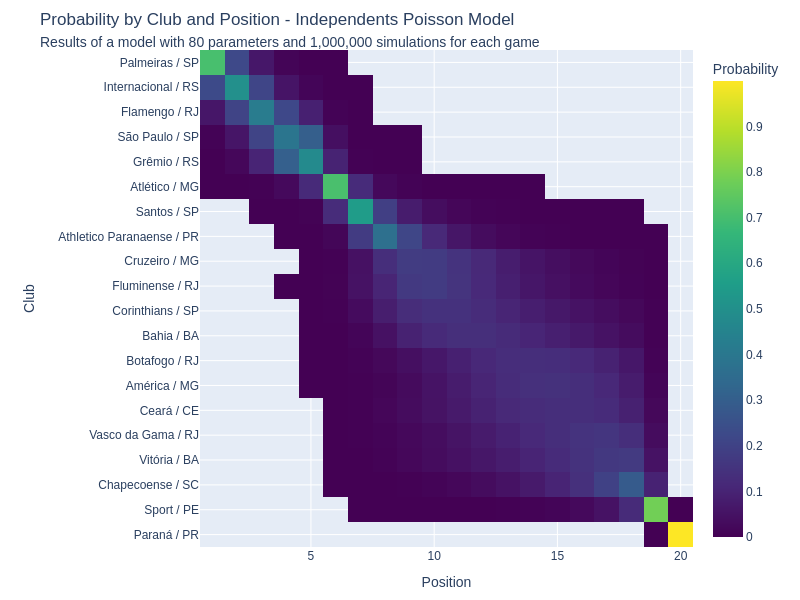 Probability by Club and Position - Independents Poisson Model
Results of a model with 80 parameters and 1,000,000 simulations for each game
Probability
Palmeiras / SP
Internacional / RS
Flamengo / RJ
São Paulo / SP
Grêmio / RS
Atlético / MG
Santos / SP
Athletico Paranaense / PR
Cruzeiro / MG
Fluminense / RJ
Corinthians / SP
Bahia / BA
Botafogo / RJ
América / MG
Ceará / CE
Vasco da Gama / RJ
Vitória / BA
Chapecoense / SC
Sport / PE
Paraná / PR
Club
5
10
15
20
Position
0.9
0.8
0.7
0.6
0.5
0.4
0.3
0.2
0.1
0